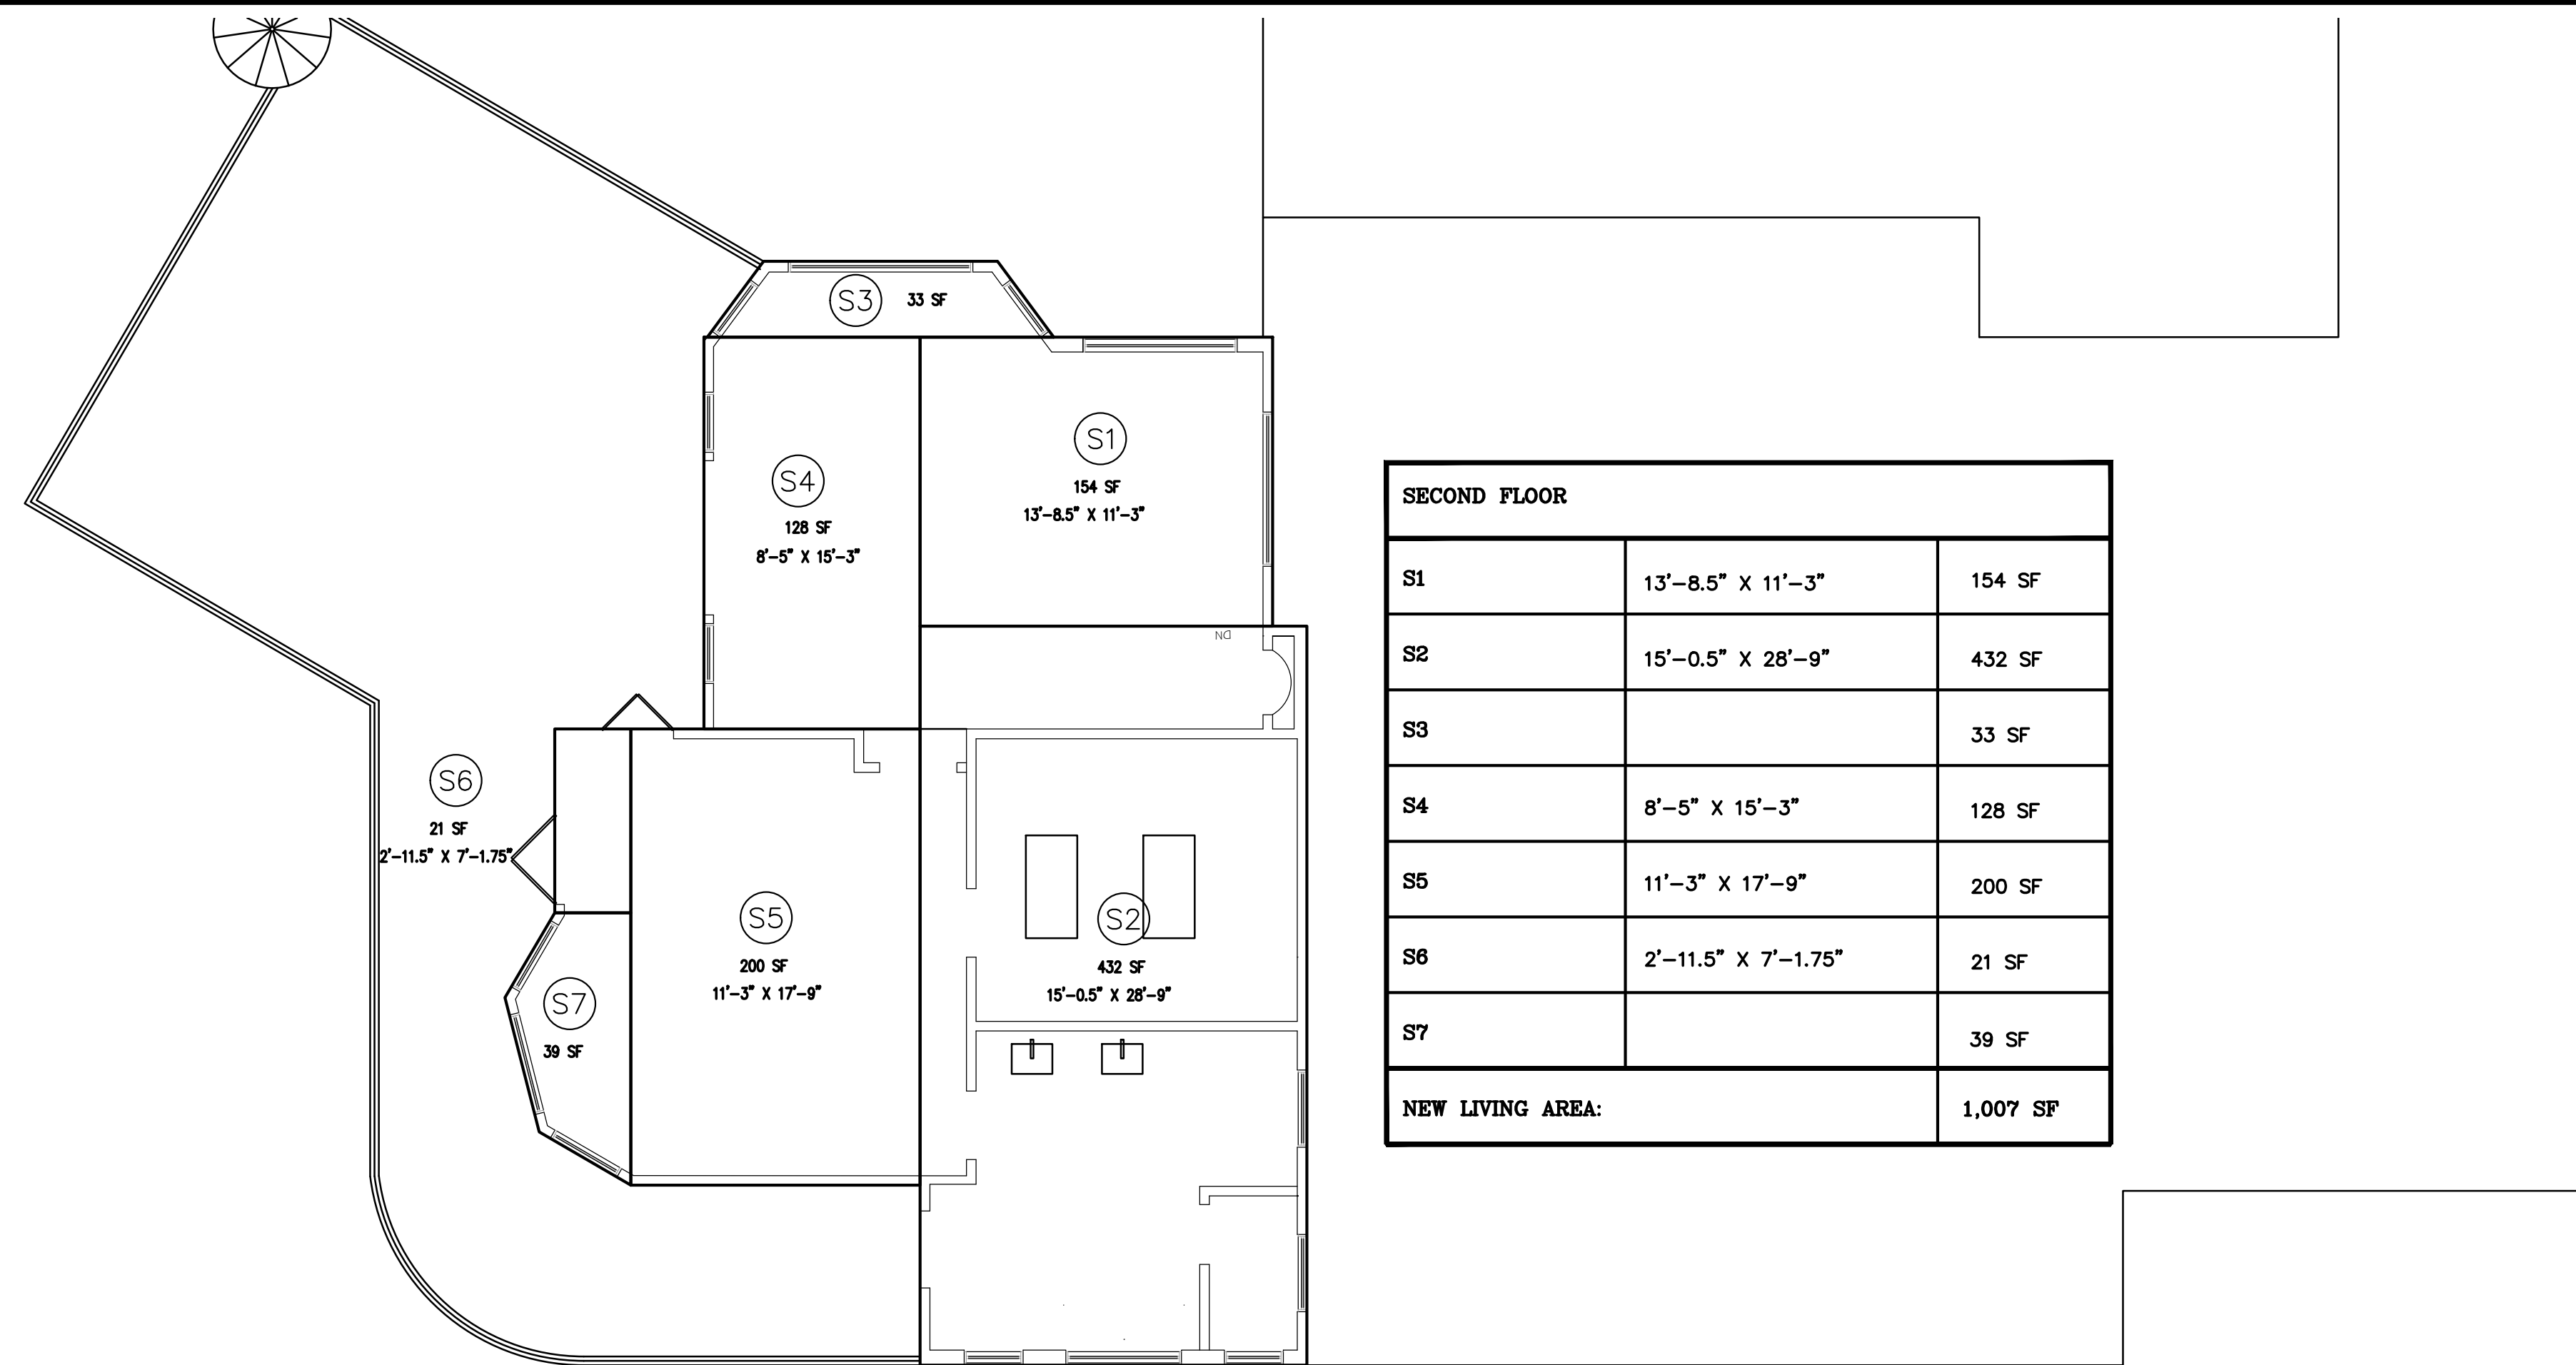 S3 33 SF
S1
154 SF
13'-8.5" X 11'-3"
S4
128 SF
8'-5" X 15'-3"
DN
S6
21 SF
2'-11.5" X 7'-1.75"
S5
200 SF
11'-3" X 17'-9"
S2
432 SF
15'-0.5" X 28'-9"
S7
39 SF
SECOND FLOOR
S1 13'-8.5" X 11'-3" 154 SF
S2 15'-0.5" X 28'-9" 432 SF
S3 33 SF
S4 8'-5" X 15'-3" 128 SF
S5 11'-3" X 17'-9" 200 SF
S6 2'-11.5" X 7'-1.75" 21 SF
S7 39 SF
NEW LIVING AREA: 1,007 SF